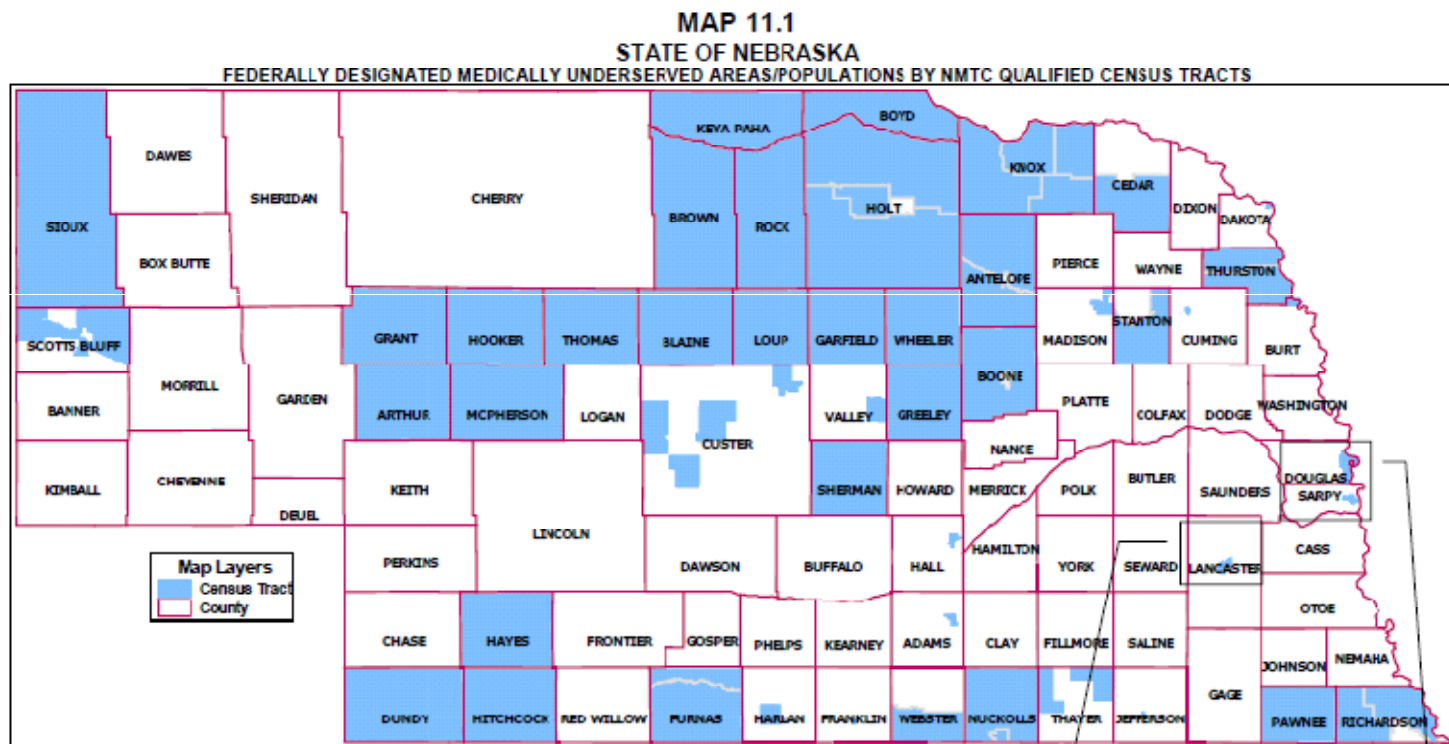 MAP 11.1
STATE OF NEBRASKA
FEDERALLY DESIGNATED MEDICALLY UNDERSERVED AREAS/POPULATIONS BY NMTC QUALIFIED CENSUS TRACTS
SIOUX
DAWES
BOX BUTTE
SHERIDAN
CHERRY
KEYA PAHA
BOYD
BROWN
ROCK
HOLT
KNOX
CEDAR
DIXON
DAKOTA
ANTELOPE
PIERCE
WAYNE
THURSTON
SCOTTS BLUFF
BANNER
KIMBALL
MORRILL
CHEYENNE
GARDEN
DEUEL
GRANT
HOOKER
THOMAS
BLAINE
LOUP
GARFIELD
WHEELER
BOONE
MADISON
STANTON
CUMING
BURT
ARTHUR
MCPHERSON
LOGAN
CUSTER
VALLEY
GREELEY
NANCE
PLATTE
COLFAX
DODGE
WASHINGTON
KEITH
LINCOLN
SHERMAN
HOWARD
MERRICK
POLK
BUTLER
SAUNDERS
DOUGLAS
SARPY
PERKINS
DAWSON
BUFFALO
HALL
HAMILTON
YORK
SEWARD
LANCASTER
CASS
OTOE
Map Layers
Census Tract
County
CHASE
HAYES
FRONTIER
GOSPER
PHELPS
KEARNEY
ADAMS
CLAY
FILLMORE
SALINE
GAGE
JOHNSON
NEMAHA
DUNDY
HITCHCOCK
RED WILLOW
FURNAS
HARLAN
FRANKLIN
WEBSTER
NUCKOLLS
THAYER
JEFFERSON
PAWNEE
RICHARDSON